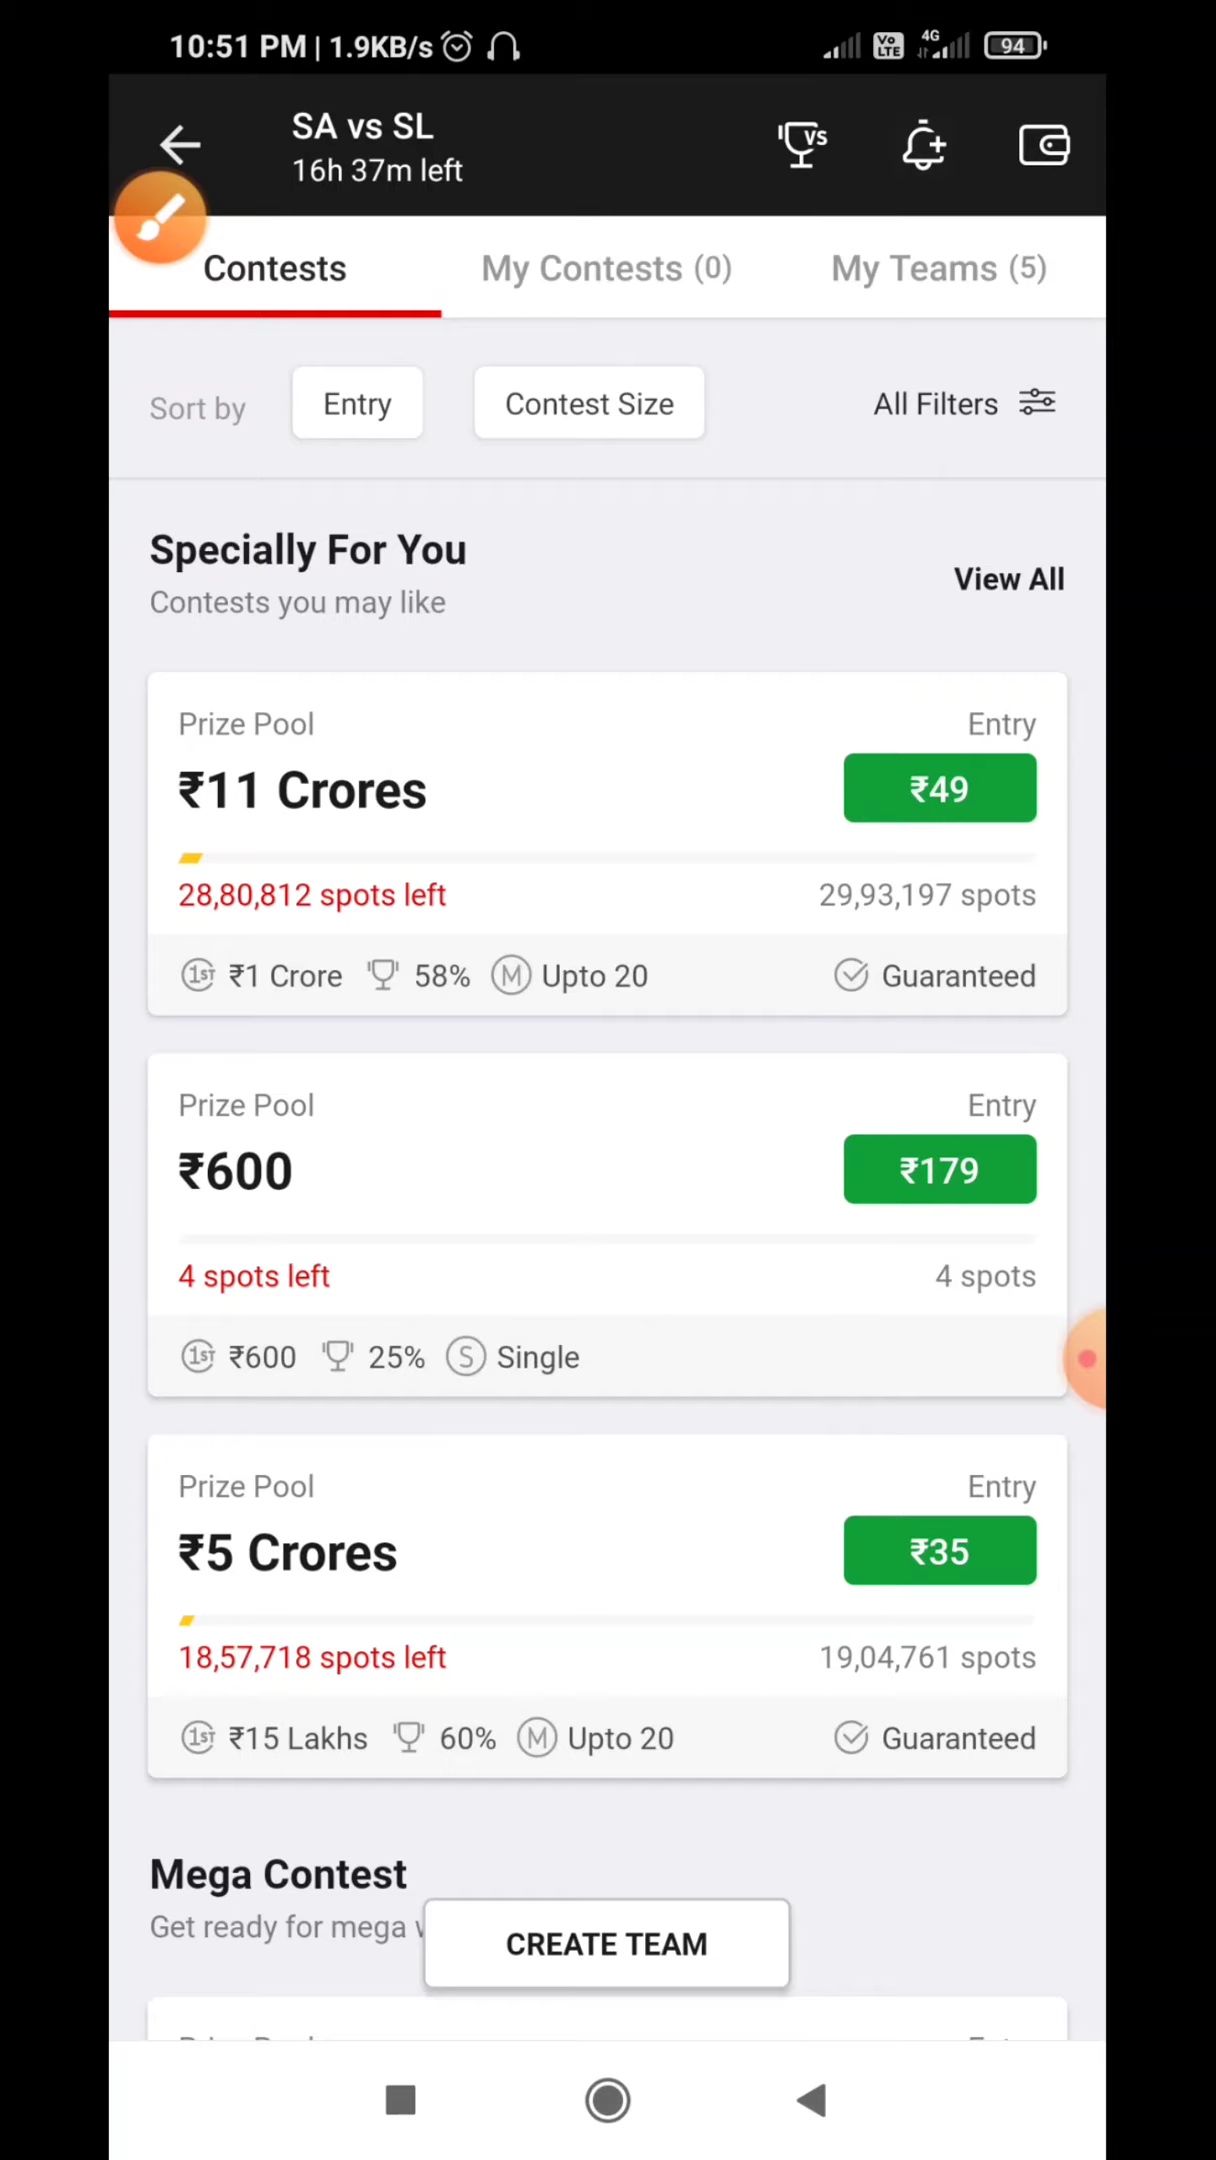 10:51 PM | 1.9KB/s Vo LTE 4G 94
SA vs SL
16h 37m left
VS
Contests My Contests (0) My Teams (5)
Sort by Entry Contest Size All Filters
Specially For You
Contests you may like
View All
Prize Pool Entry
₹11 Crores ₹49
28,80,812 spots left 29,93,197 spots
1ST ₹1 Crore 58% M Upto 20 Guaranteed
Prize Pool Entry
₹600 ₹179
4 spots left 4 spots
1ST ₹600 25% S Single
Prize Pool Entry
₹5 Crores ₹35
18,57,718 spots left 19,04,761 spots
1ST ₹15 Lakhs 60% M Upto 20 Guaranteed
Mega Contest
Get ready for mega
CREATE TEAM